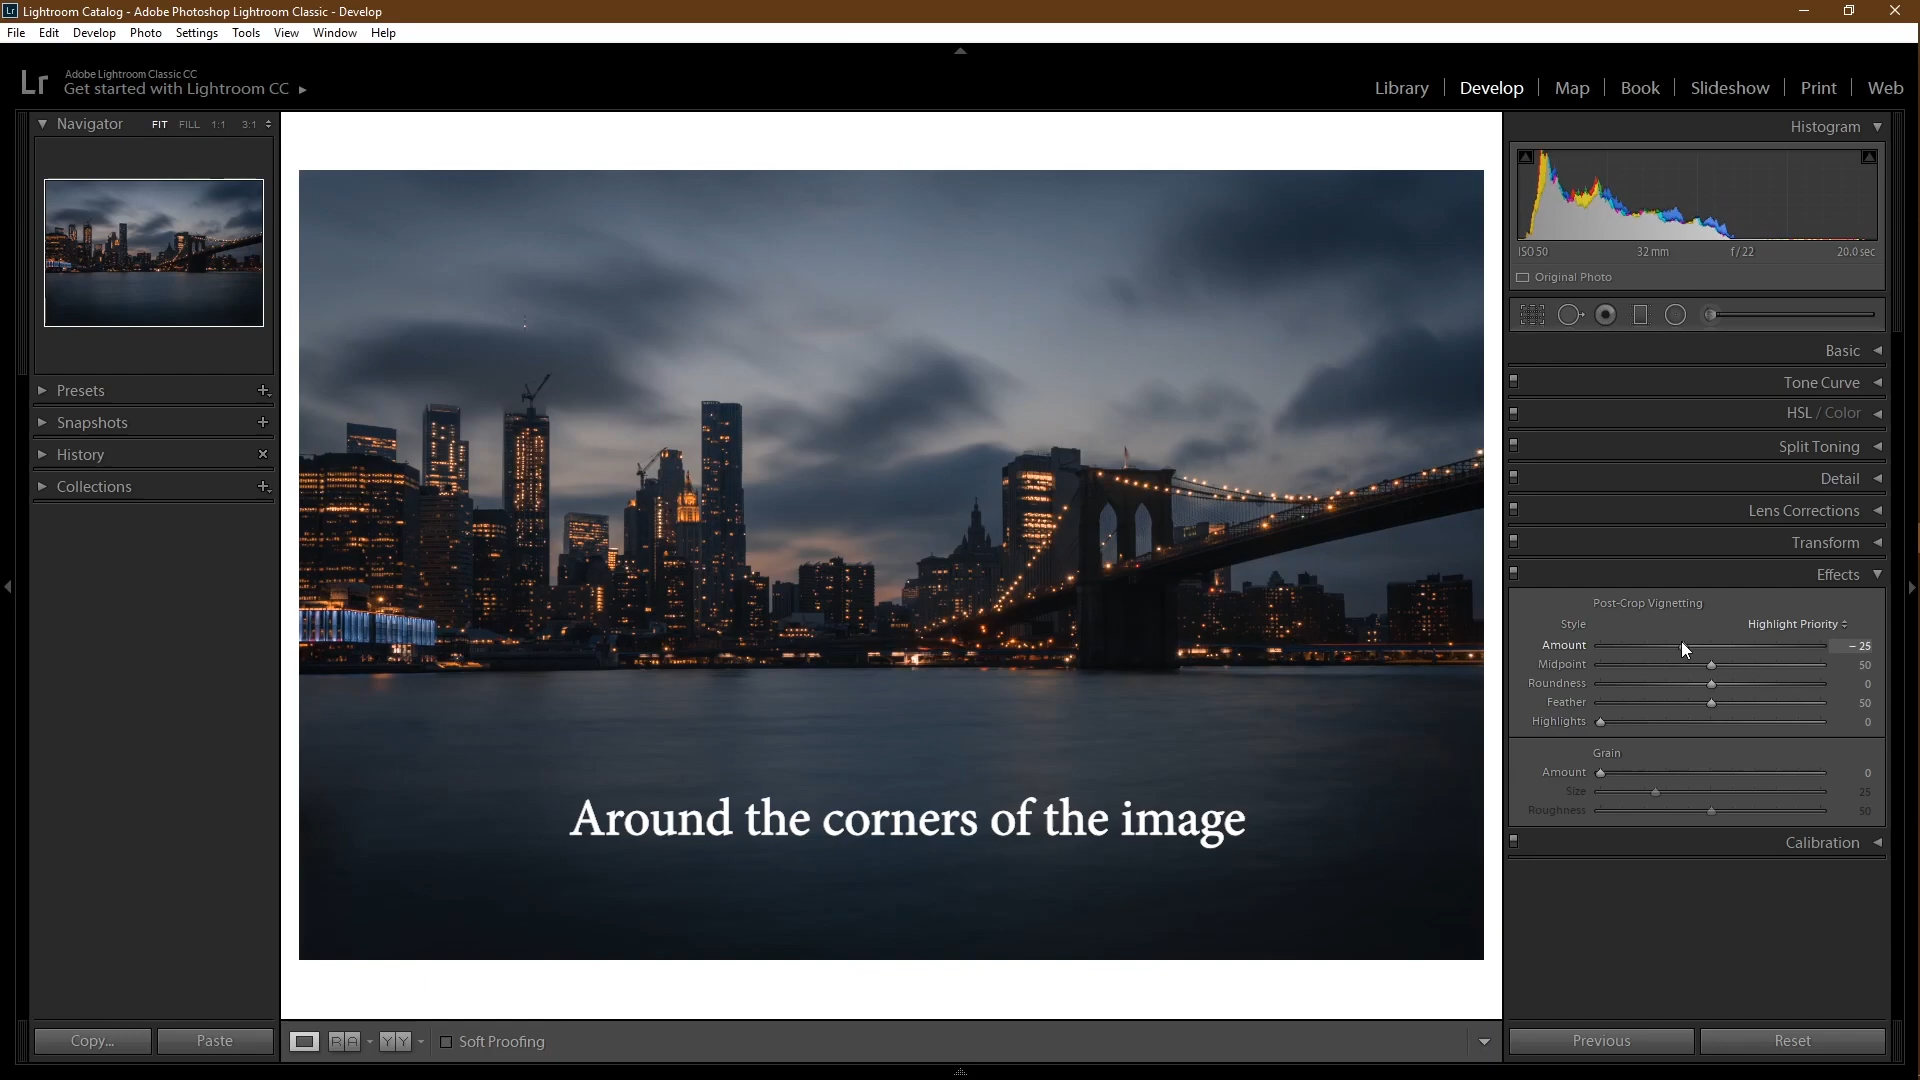 Lightroom Catalog - Adobe Photoshop Lightroom Classic - Develop
File Edit Develop Photo Settings Tools View Window Help
Lr
Adobe Lightroom Classic CC
Get started with Lightroom CC
Library Develop Map Book Slideshow Print Web
Navigator FIT FILL 1:1 3:1
Presets
Snapshots
History
Collections
Around the corners of the image
Histogram
ISO 50 32 mm f / 22 20.0 sec
Original Photo
Basic
Tone Curve
HSL / Color
Split Toning
Detail
Lens Corrections
Transform
Effects
Post-Crop Vignetting
Style Highlight Priority
Amount – 25
Midpoint 50
Roundness 0
Feather 50
Highlights 0
Grain
Amount 0
Size 25
Roughness 50
Calibration
Copy... Paste
R A Y Y Soft Proofing
Previous Reset